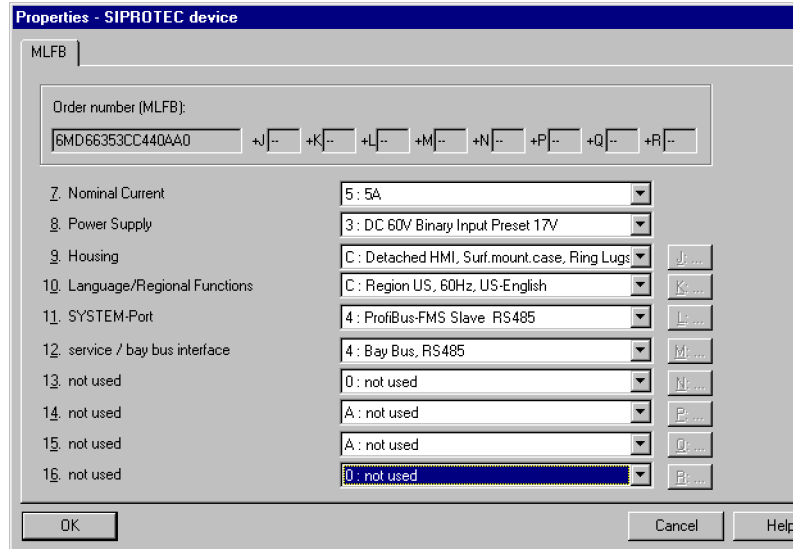 Properties - SIPROTEC device
MLFB
Order number (MLFB):
6MD66353CC440AA0 +J -- +K -- +L -- +M -- +N -- +P -- +Q -- +R --
7. Nominal Current 5 : 5A
8. Power Supply 3 : DC 60V Binary Input Preset 17V
9. Housing C : Detached HMI, Surf.mount.case, Ring Lugs J: ...
10. Language/Regional Functions C : Region US, 60Hz, US-English K: ...
11. SYSTEM-Port 4 : ProfiBus-FMS Slave RS485 L: ...
12. service / bay bus interface 4 : Bay Bus, RS485 M: ...
13. not used 0 : not used N: ...
14. not used A : not used P: ...
15. not used A : not used Q: ...
16. not used 0 : not used R: ...
OK Cancel Help